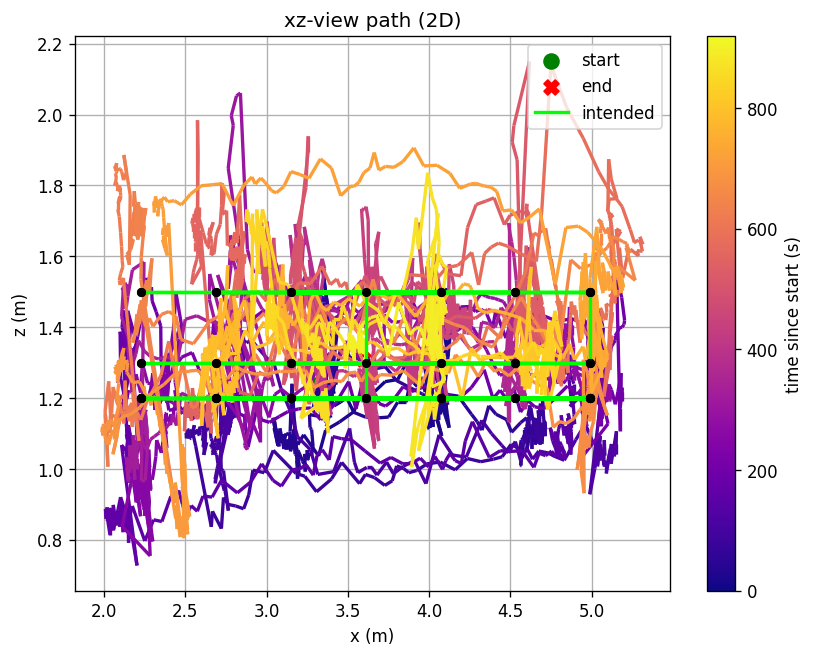 xz-view path (2D)
2.2
2.0
1.8
1.6
1.4
1.2
1.0
0.8
z (m)
2.0 2.5 3.0 3.5 4.0 4.5 5.0
x (m)
start
end
intended
800
600
400
200
0
time since start (s)